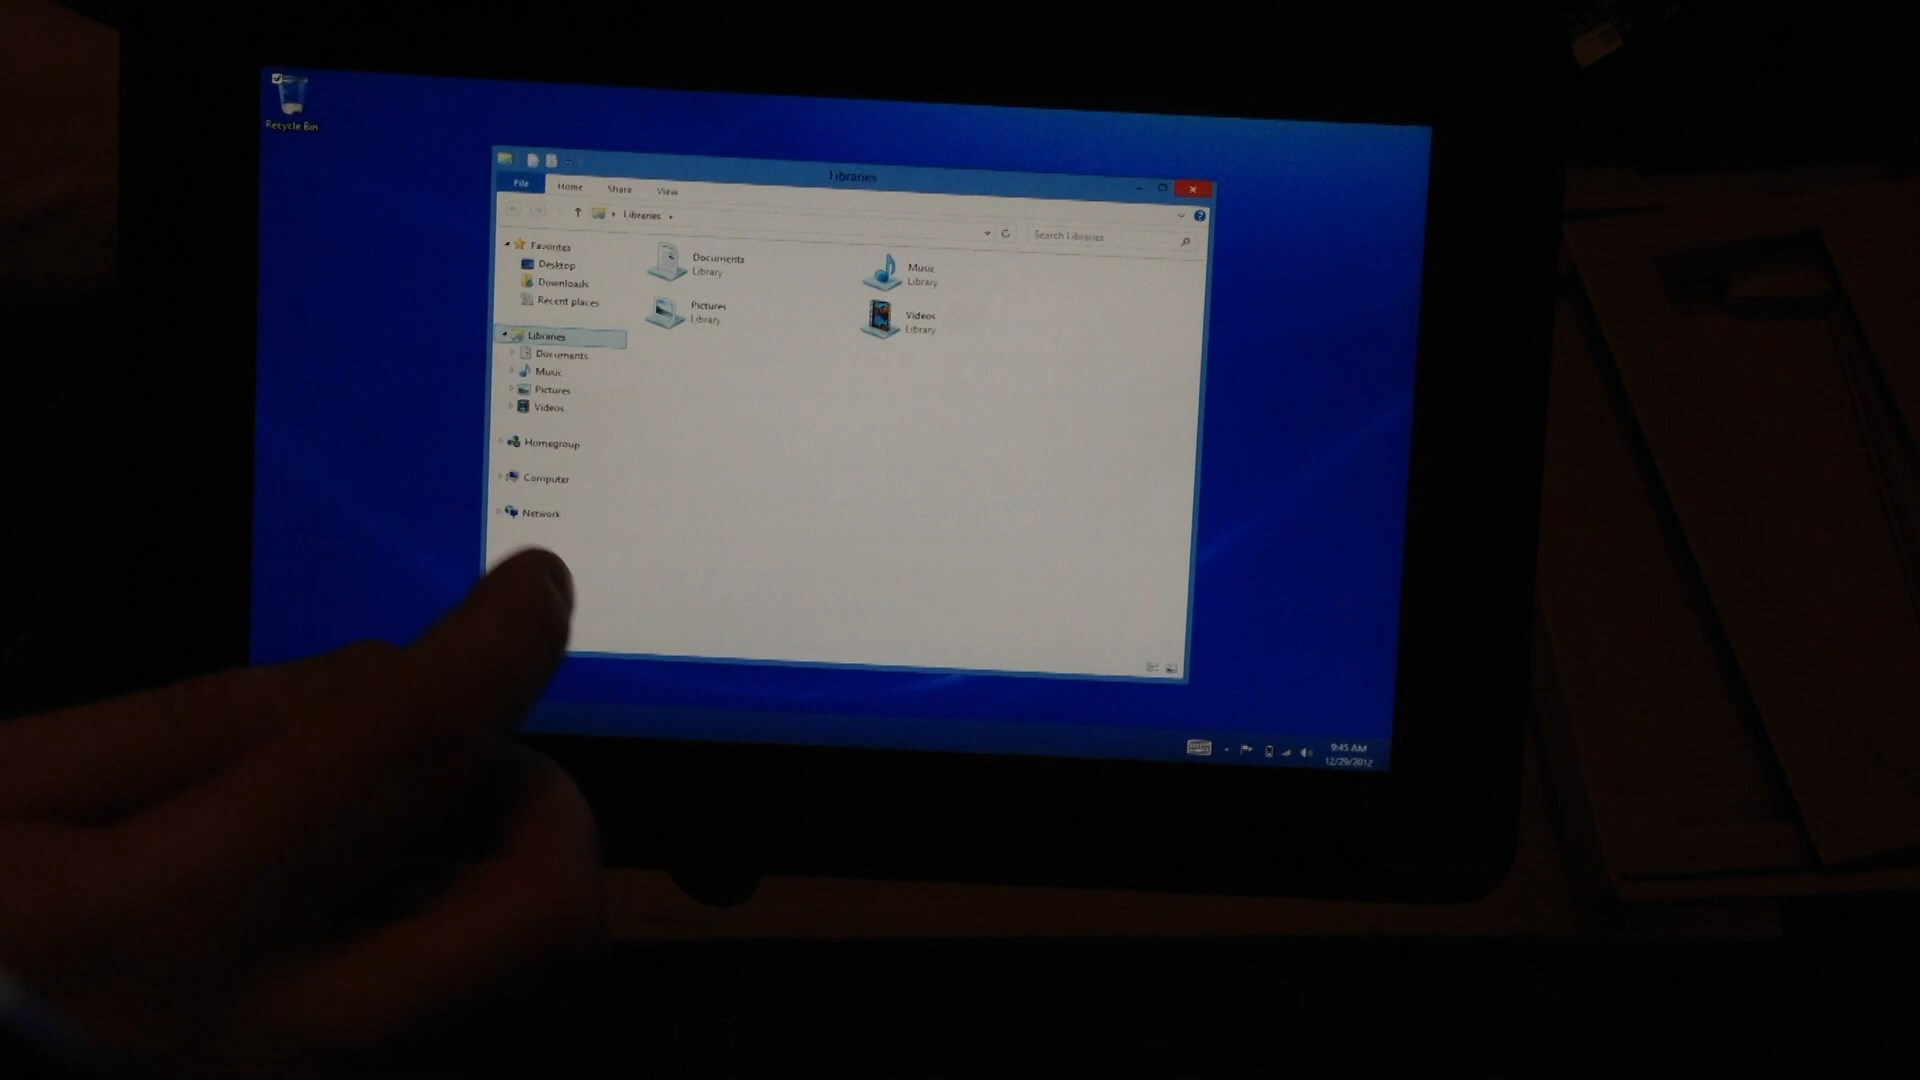 Recycle Bin
Libraries
File Home Share View
Libraries
Search Libraries
Favorites
Desktop
Downloads
Recent places
Libraries
Documents
Music
Pictures
Videos
Homegroup
Computer
Network
Documents
Library
Music
Library
Pictures
Library
Videos
Library
9:45 AM
12/29/2012